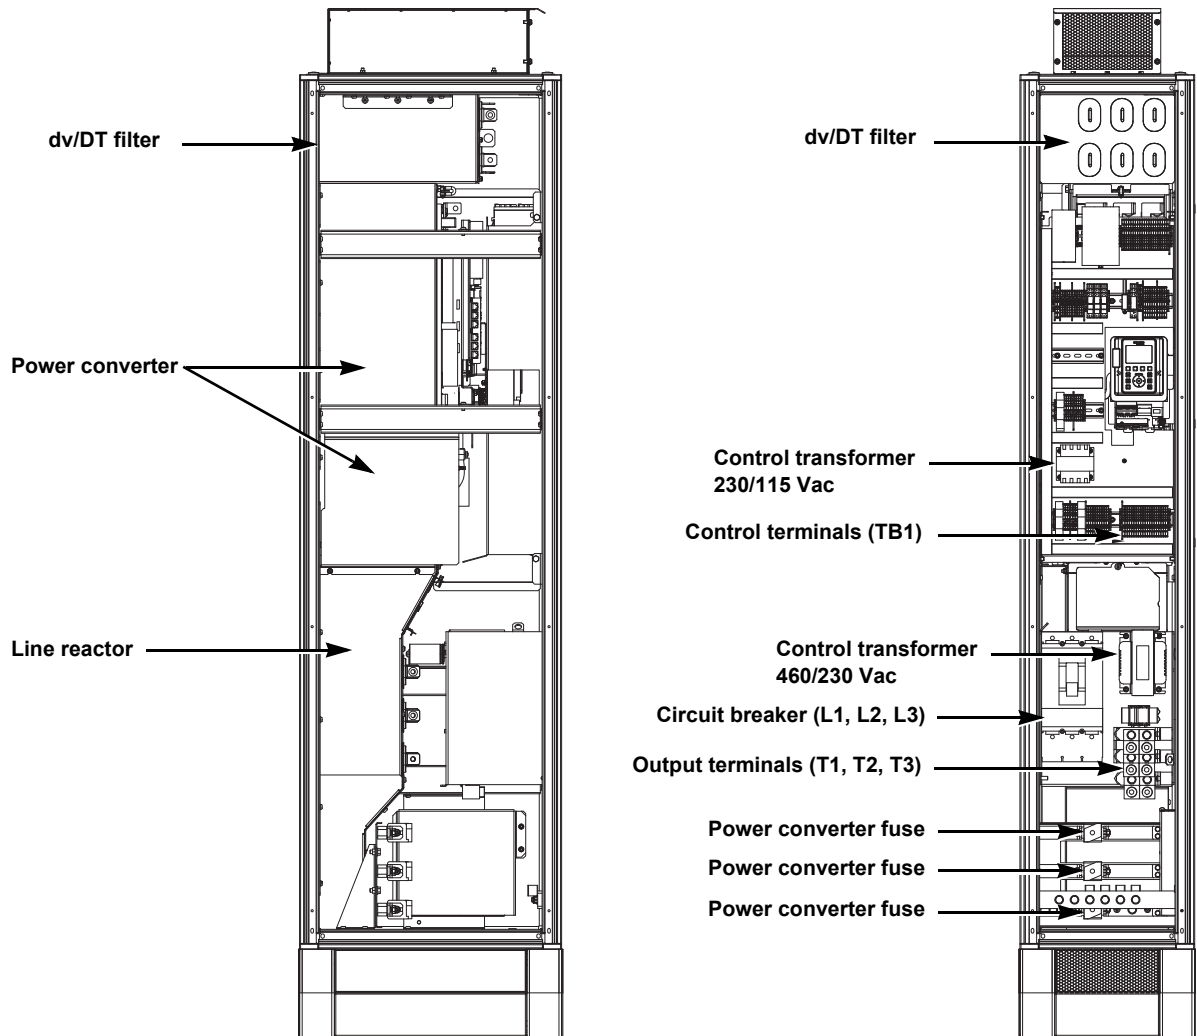 dv/DT filter
Power converter
Line reactor
dv/DT filter
Control transformer
230/115 Vac
Control terminals (TB1)
Control transformer
460/230 Vac
Circuit breaker (L1, L2, L3)
Output terminals (T1, T2, T3)
Power converter fuse
Power converter fuse
Power converter fuse